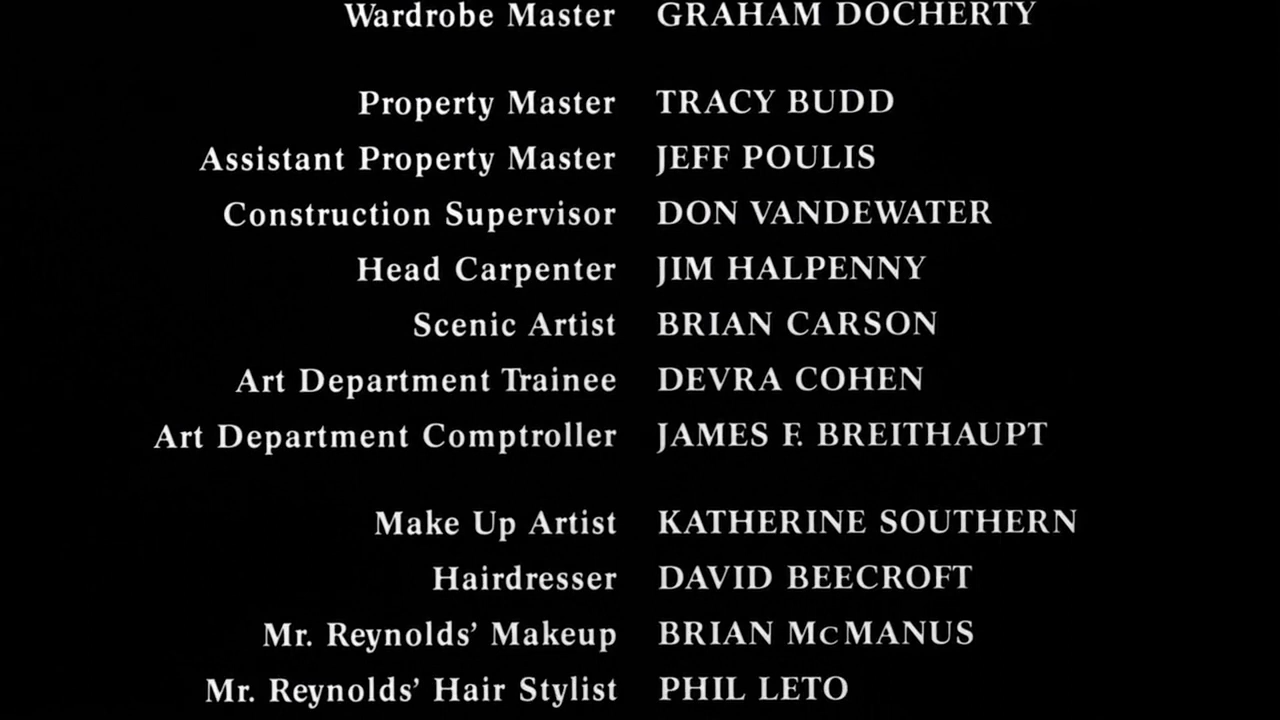 Wardrobe Master GRAHAM DOCHERTY
Property Master TRACY BUDD
Assistant Property Master JEFF POULIS
Construction Supervisor DON VANDEWATER
Head Carpenter JIM HALPENNY
Scenic Artist BRIAN CARSON
Art Department Trainee DEVRA COHEN
Art Department Comptroller JAMES F. BREITHAUPT
Make Up Artist KATHERINE SOUTHERN
Hairdresser DAVID BEECROFT
Mr. Reynolds’ Makeup BRIAN McMANUS
Mr. Reynolds’ Hair Stylist PHIL LETO